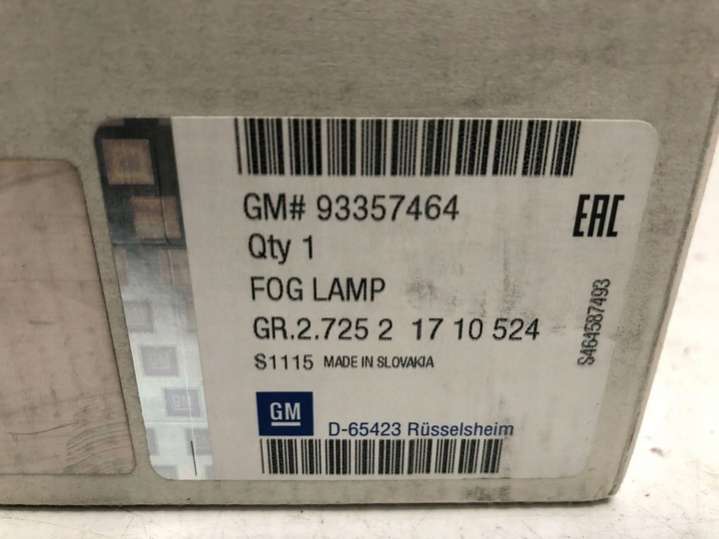 GM# 93357464
EAC
Qty 1
FOG LAMP
GR.2.725 2 17 10 524
S1115 MADE IN SLOVAKIA
S464587493
GM
D-65423 Rüsselsheim